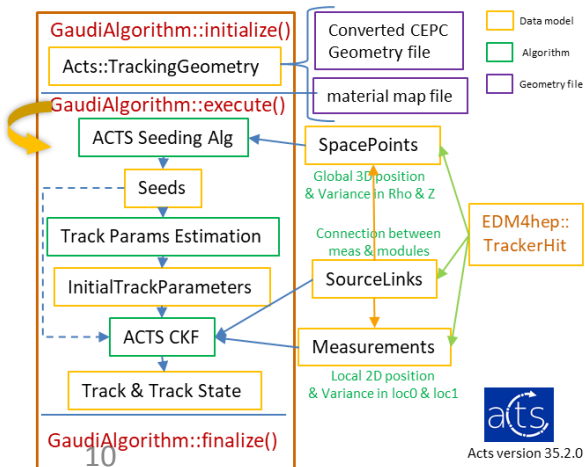 GaudiAlgorithm::initialize()
Acts::TrackingGeometry
Converted CEPC
Geometry file
material map file
Data model
Algorithm
Geometry file
GaudiAlgorithm::execute()
ACTS Seeding Alg
Seeds
Track Params Estimation
InitialTrackParameters
ACTS CKF
Track & Track State
SpacePoints
Global 3D position
& Variance in Rho & Z
Connection between
meas & modules
SourceLinks
Measurements
Local 2D position
& Variance in loc0 & loc1
EDM4hep::
TrackerHit
GaudiAlgorithm::finalize()
10
acts
Acts version 35.2.0